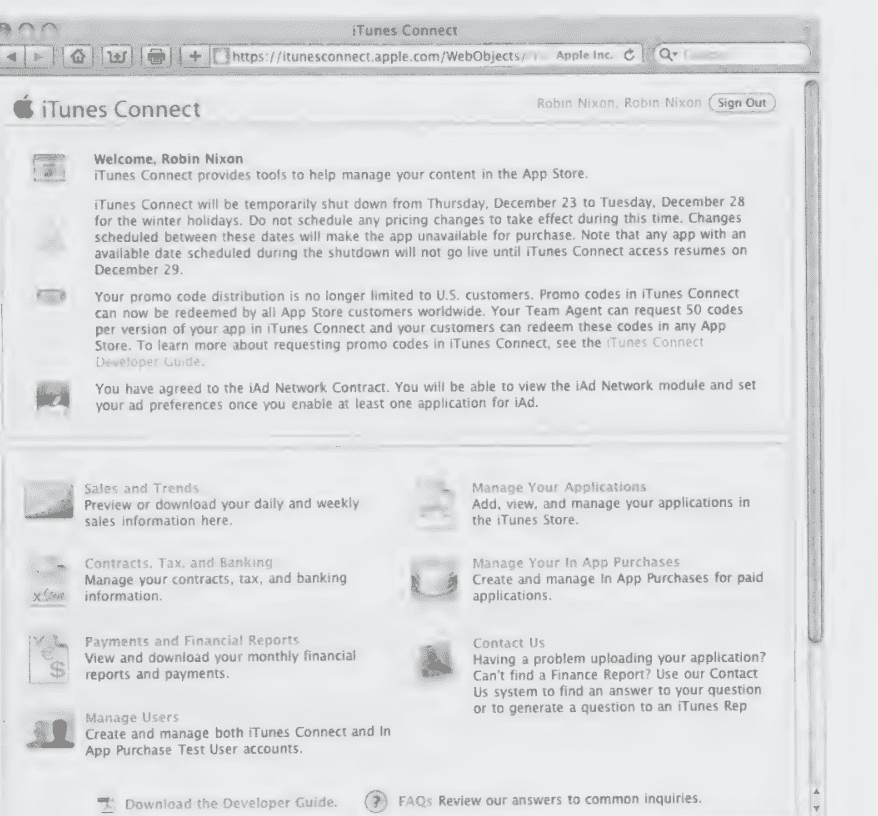 iTunes Connect
https://itunesconnect.apple.com/WebObjects/ Apple Inc.
iTunes Connect
Robin Nixon, Robin Nixon Sign Out
Welcome, Robin Nixon
iTunes Connect provides tools to help manage your content in the App Store.
iTunes Connect will be temporarily shut down from Thursday, December 23 to Tuesday, December 28
for the winter holidays. Do not schedule any pricing changes to take effect during this time. Changes
scheduled between these dates will make the app unavailable for purchase. Note that any app with an
available date scheduled during the shutdown will not go live until iTunes Connect access resumes on
December 29.
Your promo code distribution is no longer limited to U.S. customers. Promo codes in iTunes Connect
can now be redeemed by all App Store customers worldwide. Your Team Agent can request 50 codes
per version of your app in iTunes Connect and your customers can redeem these codes in any App
Store. To learn more about requesting promo codes in iTunes Connect, see the iTunes Connect
Developer Guide.
You have agreed to the iAd Network Contract. You will be able to view the iAd Network module and set
your ad preferences once you enable at least one application for iAd.
Sales and Trends
Preview or download your daily and weekly
sales information here.
Contracts, Tax, and Banking
Manage your contracts, tax, and banking
information.
Payments and Financial Reports
View and download your monthly financial
reports and payments.
Manage Users
Create and manage both iTunes Connect and In
App Purchase Test User accounts.
Manage Your Applications
Add, view, and manage your applications in
the iTunes Store.
Manage Your In App Purchases
Create and manage In App Purchases for paid
applications.
Contact Us
Having a problem uploading your application?
Can't find a Finance Report? Use our Contact
Us system to find an answer to your question
or to generate a question to an iTunes Rep
Download the Developer Guide.
? FAQs Review our answers to common inquiries.